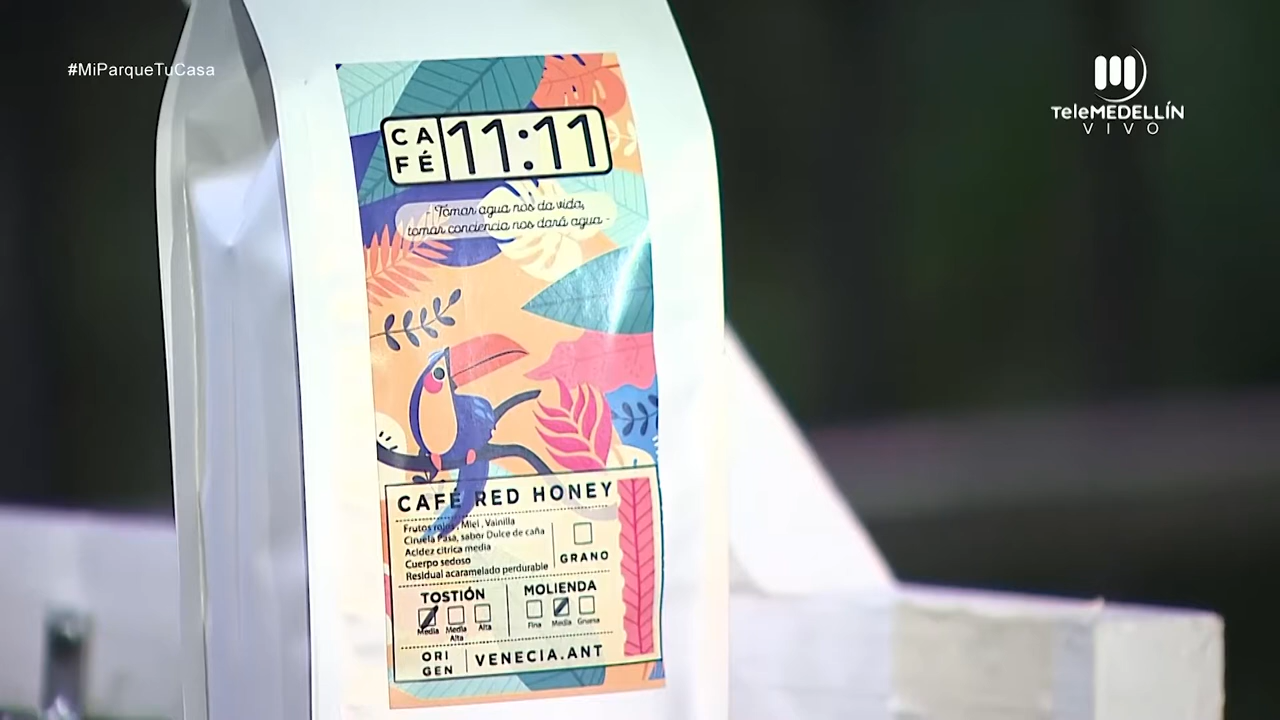 #MiParqueTuCasa
TeleMEDELLÍN
VIVO
CA
FÉ
11:11
- Tomar agua nos da vida,
tomar conciencia nos dará agua -
CAFÉ RED HONEY
Frutos rojos, Miel, Vainilla
Ciruela Pasa, sabor Dulce de caña
Acidez citrica media
Cuerpo sedoso
Residual acaramelado perdurable
GRANO
TOSTIÓN
Media
Media
Alta
Alta
MOLIENDA
Fina
Media
Gruesa
ORI
GEN
VENECIA.ANT